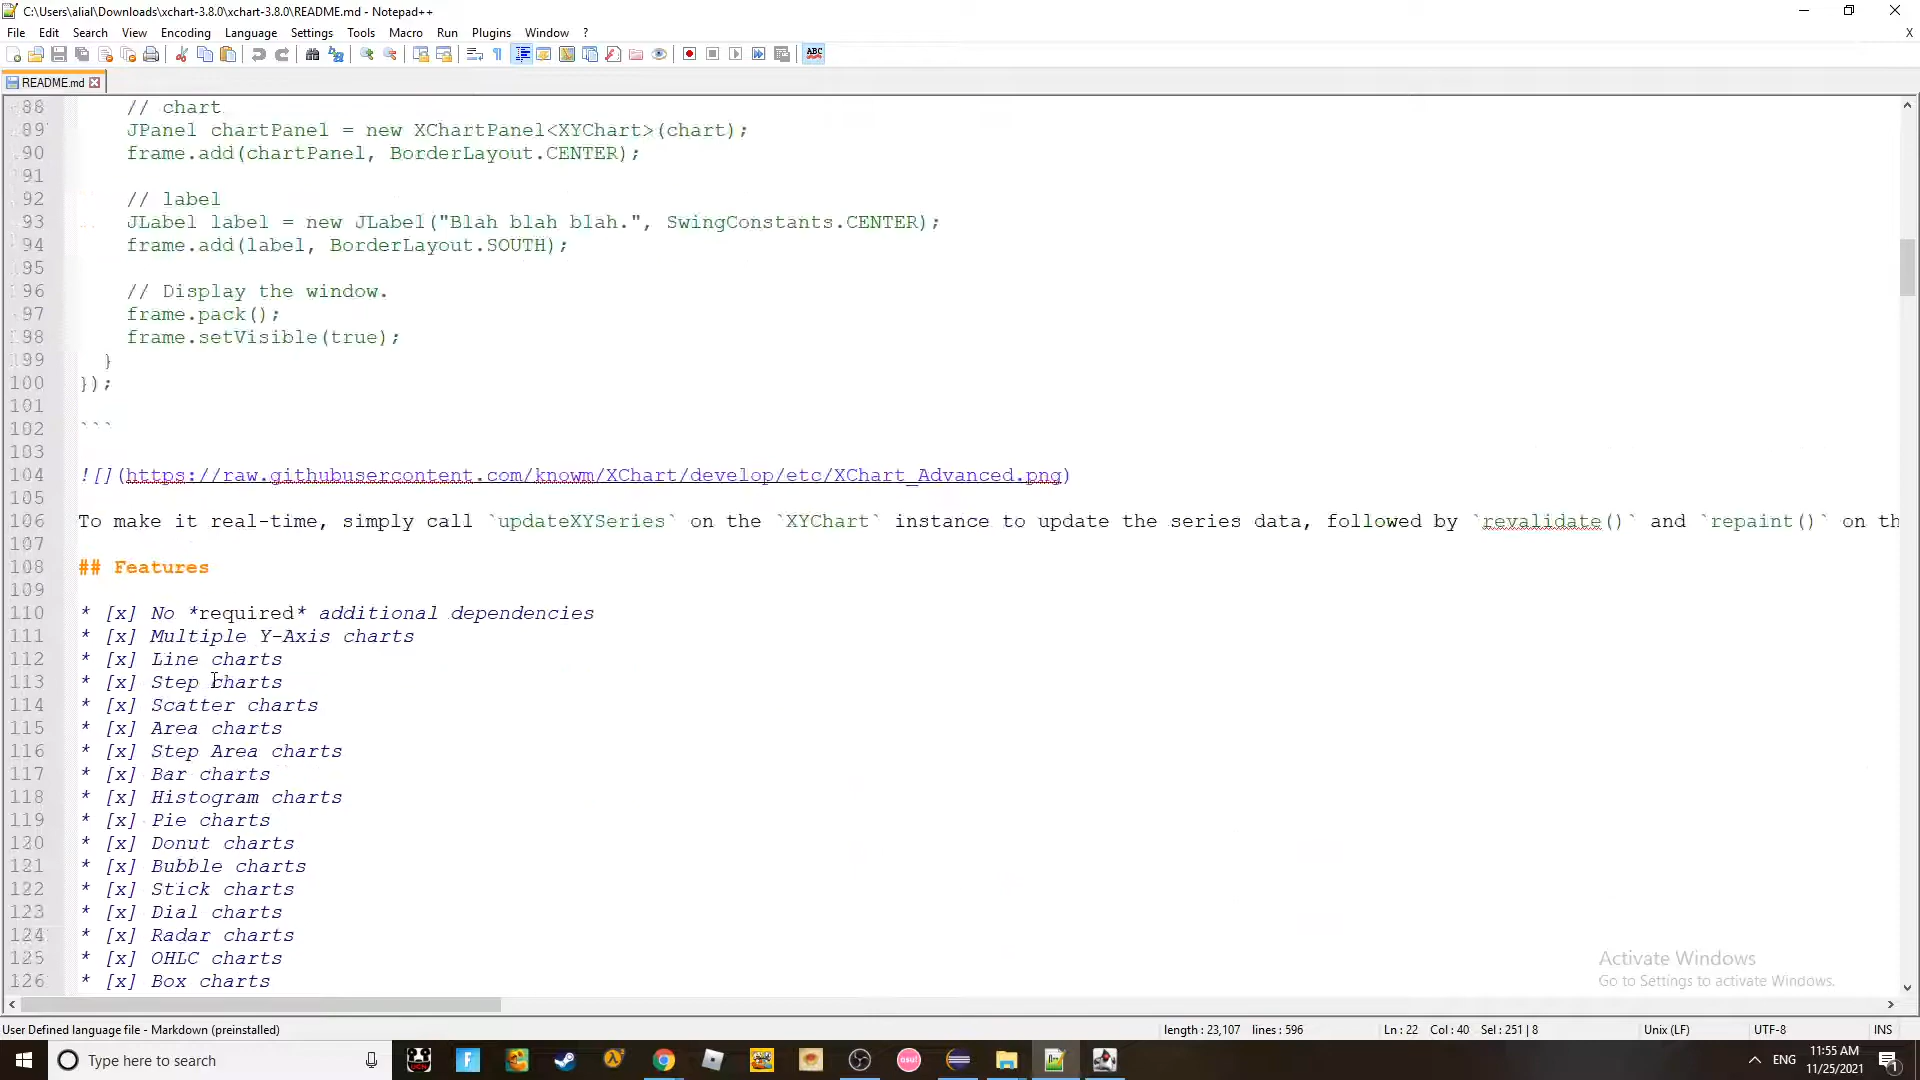 C:\Users\alial\Downloads\xchart-3.8.0\xchart-3.8.0\README.md - Notepad++
File Edit Search View Encoding Language Settings Tools Macro Run Plugins Window ? X
ABC
README.md
88 // chart
89 JPanel chartPanel = new XChartPanel<XYChart>(chart);
90 frame.add(chartPanel, BorderLayout.CENTER);
91
92 // label
93 JLabel label = new JLabel("Blah blah blah.", SwingConstants.CENTER);
94 frame.add(label, BorderLayout.SOUTH);
95
96 // Display the window.
97 frame.pack();
98 frame.setVisible(true);
99 }
100 });
101
102 ```
103
104 ![](https://raw.githubusercontent.com/knowm/XChart/develop/etc/XChart_Advanced.png)
105
106 To make it real-time, simply call `updateXYSeries` on the `XYChart` instance to update the series data, followed by `revalidate()` and `repaint()` on th
107
108 ## Features
109
110 * [x] No *required* additional dependencies
111 * [x] Multiple Y-Axis charts
112 * [x] Line charts
113 * [x] Step charts
114 * [x] Scatter charts
115 * [x] Area charts
116 * [x] Step Area charts
117 * [x] Bar charts
118 * [x] Histogram charts
119 * [x] Pie charts
120 * [x] Donut charts
121 * [x] Bubble charts
122 * [x] Stick charts
123 * [x] Dial charts
124 * [x] Radar charts
125 * [x] OHLC charts
126 * [x] Box charts
Activate Windows
Go to Settings to activate Windows.
User Defined language file - Markdown (preinstalled) length : 23,107 lines : 596 Ln : 22 Col : 40 Sel : 251 | 8 Unix (LF) UTF-8 INS
Type here to search
osu!
ENG
11:55 AM
11/25/2021
1